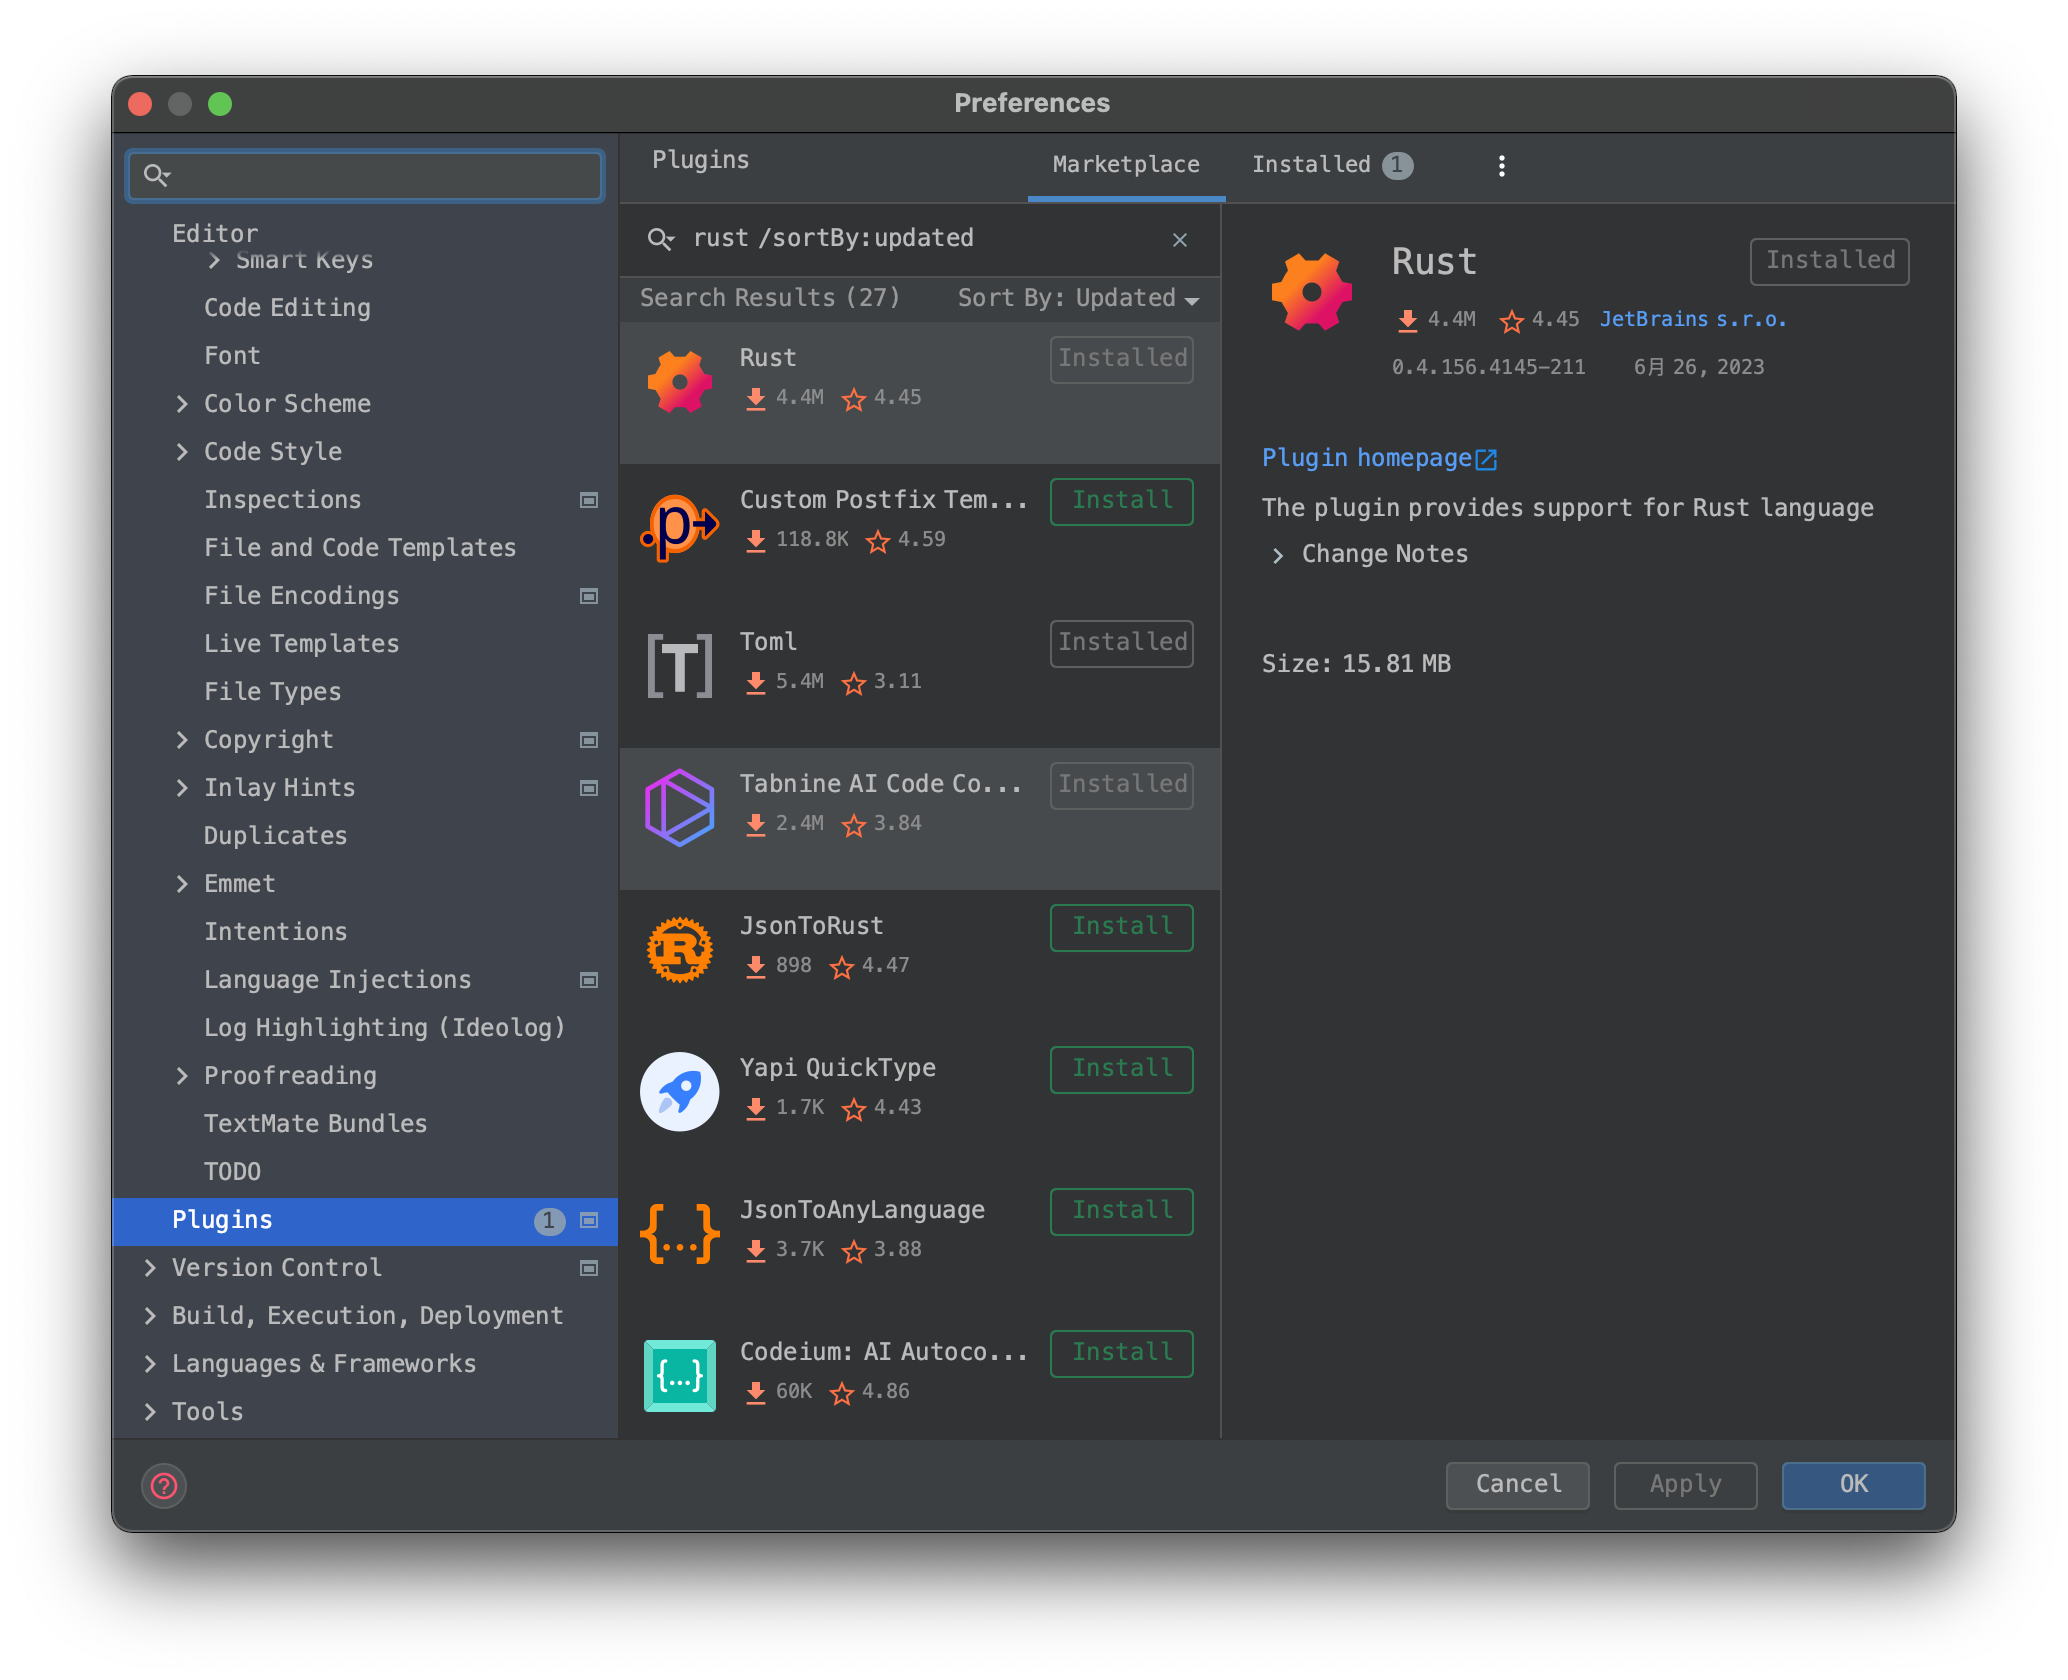 Preferences
Editor
Smart Keys
Code Editing
Font
Color Scheme
Code Style
Inspections
File and Code Templates
File Encodings
Live Templates
File Types
Copyright
Inlay Hints
Duplicates
Emmet
Intentions
Language Injections
Log Highlighting (Ideolog)
Proofreading
TextMate Bundles
TODO
Plugins 1
Version Control
Build, Execution, Deployment
Languages & Frameworks
Tools
Plugins
Marketplace
Installed 1
rust /sortBy:updated
Search Results (27) Sort By: Updated
Rust Installed
4.4M 4.45
Custom Postfix Tem... Install
118.8K 4.59
Toml Installed
5.4M 3.11
Tabnine AI Code Co... Installed
2.4M 3.84
JsonToRust Install
898 4.47
Yapi QuickType Install
1.7K 4.43
JsonToAnyLanguage Install
3.7K 3.88
Codeium: AI Autoco... Install
60K 4.86
Rust Installed
4.4M 4.45 JetBrains s.r.o.
0.4.156.4145-211 6月 26, 2023
Plugin homepage
The plugin provides support for Rust language
Change Notes
Size: 15.81 MB
? Cancel Apply OK